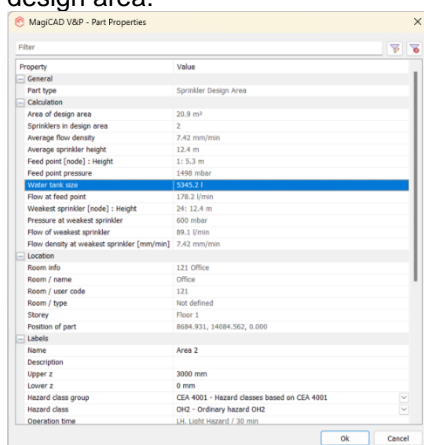 design area.
MagiCAD V&P - Part Properties
Filter
Property Value
General
Part type Sprinkler Design Area
Calculation
Area of design area 20.9 m²
Sprinklers in design area 2
Average flow density 7.42 mm/min
Average sprinkler height 12.4 m
Feed point [node] : Height 1: 5.3 m
Feed point pressure 1498 mbar
Water tank size 5345.2 l
Flow at feed point 178.2 l/min
Weakest sprinkler [node] : Height 24: 12.4 m
Pressure at weakest sprinkler 600 mbar
Flow of weakest sprinkler 89.1 l/min
Flow density at weakest sprinkler [mm/min] 7.42 mm/min
Location
Room info 121 Office
Room / name Office
Room / user code 121
Room / type Not defined
Storey Floor 1
Position of part 8684.931, 14084.562, 0.000
Labels
Name Area 2
Description
Upper z 3000 mm
Lower z 0 mm
Hazard class group CEA 4001 - Hazard classes based on CEA 4001
Hazard class OH2 - Ordinary hazard OH2
Operation time LH. Light Hazard / 30 min
Ok Cancel